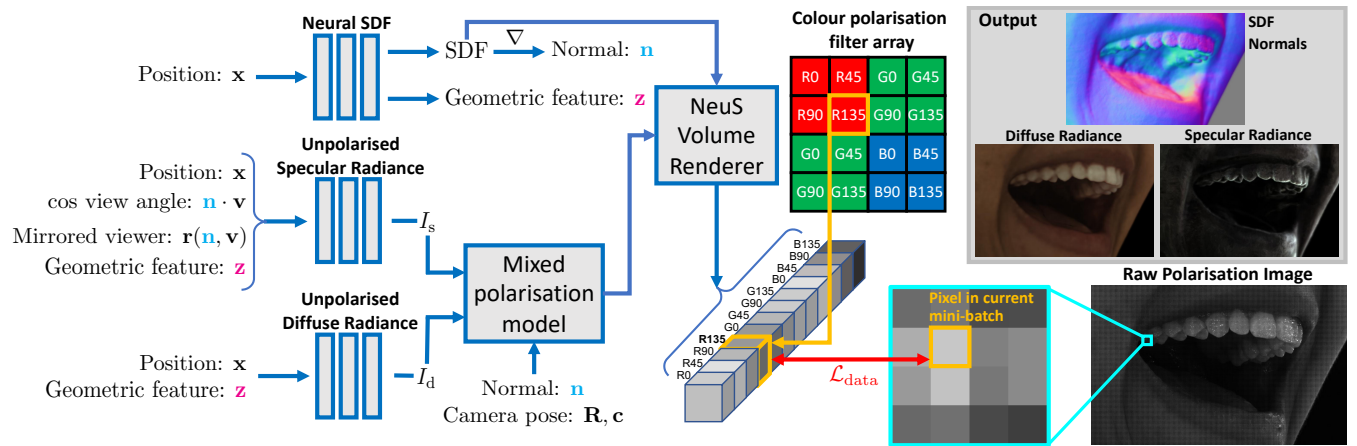 Neural SDF
Position: x
SDF
∇
Normal: n
Geometric feature: z
Unpolarised
Specular Radiance
Position: x
cos view angle: n · v
Mirrored viewer: r(n, v)
Geometric feature: z
I_s
Unpolarised
Diffuse Radiance
Position: x
Geometric feature: z
I_d
Mixed
polarisation
model
Normal: n
Camera pose: R, c
NeuS
Volume
Renderer
Colour polarisation
filter array
R0 R45 G0 G45
R90 R135 G90 G135
G0 G45 B0 B45
G90 G135 B90 B135
B135
B90
B45
B0
G135
G90
G45
G0
R135
R90
R45
R0
L_data
Pixel in current
mini-batch
Output
SDF
Normals
Diffuse Radiance
Specular Radiance
Raw Polarisation Image